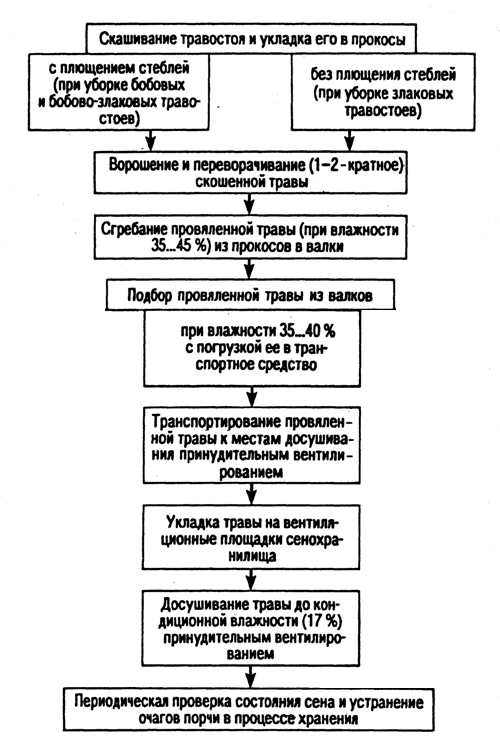 Скашивание травостоя и укладка его в прокосы
с плющением стеблей
(при уборке бобовых
и бобово-злаковых траво-
стоев)
без плющения стеблей
(при уборке злаковых
травостоев)
Ворошение и переворачивание (1–2-кратное)
скошенной травы
Сгребание провяленной травы (при влажности
35...45 %) из прокосов в валки
Подбор провяленной травы из валков
при влажности 35...40 %
с погрузкой ее в тран-
спортное средство
Транспортирование провялен-
ной травы к местам досушива-
ния принудительным вентили-
рованием
Укладка травы на вентиля-
ционные площадки сенохра-
нилища
Досушивание травы до кон-
диционной влажности (17 %)
принудительным вентилиро-
ванием
Периодическая проверка состояния сена и устранение
очагов порчи в процессе хранения